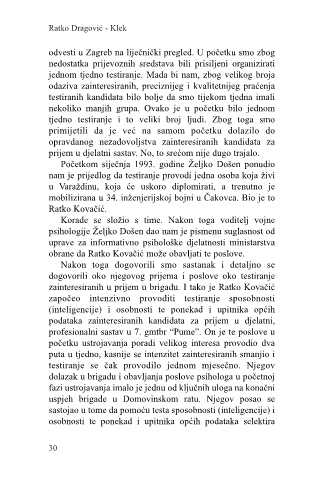 Ratko Dragović - Klek
odvesti u Zagreb na liječnički pregled. U početku smo zbog
nedostatka prijevoznih sredstava bili prisiljeni organizirati
jednom tjedno testiranje. Mada bi nam, zbog velikog broja
odaziva zainteresiranih, preciznijeg i kvalitetnijeg praćenja
testiranih kandidata bilo bolje da smo tijekom tjedna imali
nekoliko manjih grupa. Ovako je u početku bilo jednom
tjedno testiranje i to veliki broj ljudi. Zbog toga smo
primijetili da je već na samom početku dolazilo do
opravdanog nezadovoljstva zainteresiranih kandidata za
prijem u djelatni sastav. No, to srećom nije dugo trajalo.
Početkom siječnja 1993. godine Željko Došen ponudio
nam je prijedlog da testiranje provodi jedna osoba koja živi
u Varaždinu, koja će uskoro diplomirati, a trenutno je
mobilizirana u 34. inženjerijskoj bojni u Čakovca. Bio je to
Ratko Kovačić.
Korade se složio s time. Nakon toga voditelj vojne
psihologije Željko Došen dao nam je pismenu suglasnost od
uprave za informativno psihološke djelatnosti ministarstva
obrane da Ratko Kovačić može obavljati te poslove.
Nakon toga dogovorili smo sastanak i detaljno se
dogovorili oko njegovog prijema i poslove oko testiranje
zainteresiranih u prijem u brigadu. I tako je Ratko Kovačić
započeo intenzivno provoditi testiranje sposobnosti
(inteligencije) i osobnosti te ponekad i upitnika općih
podataka zainteresiranih kandidata za prijem u djelatni,
profesionalni sastav u 7. gmtbr “Pume”. On je te poslove u
početku ustrojavanja poradi velikog interesa provodio dva
puta u tjedno, kasnije se intenzitet zainteresiranih smanjio i
testiranje se čak provodilo jednom mjesečno. Njegov
dolazak u brigadu i obavljanja poslove psihologa u početnoj
fazi ustrojavanja imalo je jednu od ključnih uloga na konačni
uspjeh brigade u Domovinskom ratu. Njegov posao se
sastojao u tome da pomoću testa sposobnosti (inteligencije) i
osobnosti te ponekad i upitnika općih podataka selektira
30